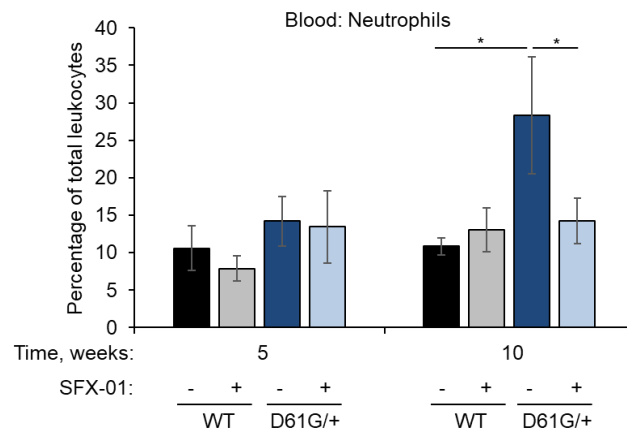 Blood: Neutrophils
Percentage of total leukocytes
40
35
30
25
20
15
10
5
0
* *
Time, weeks: 5 10
SFX-01: - + - + - + - +
WT D61G/+ WT D61G/+